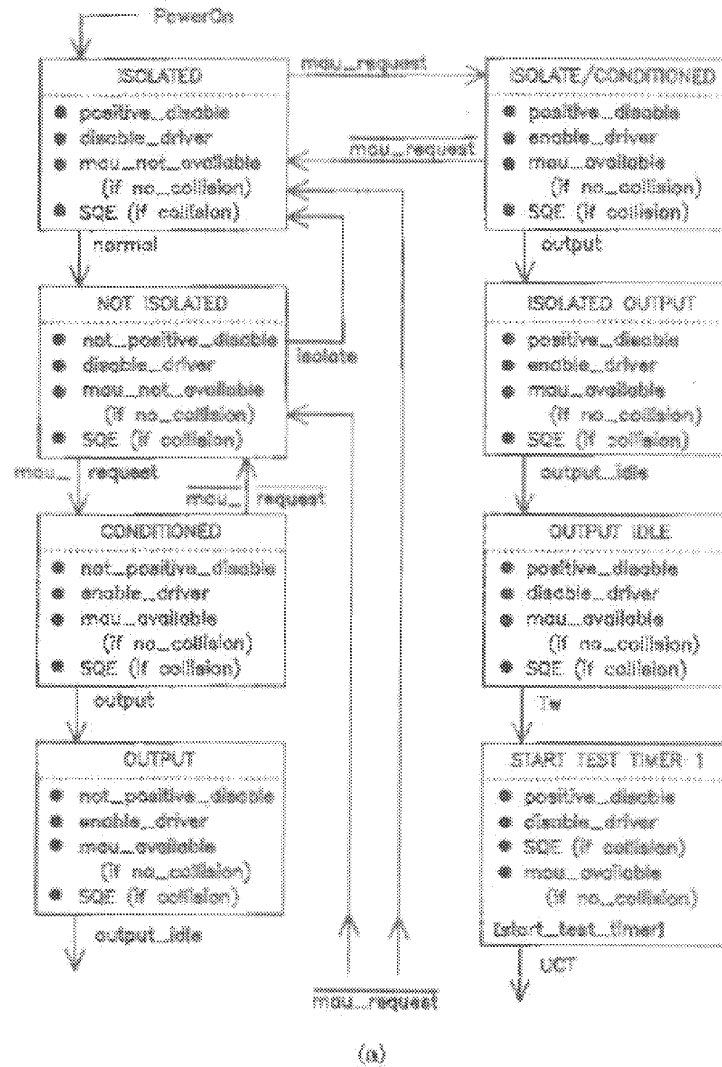 PowerOn
ISOLATED
● positive_disable
● disable_driver
● mau_not_available
(if no_collision)
● SQE (if collision)
mau_request
mau_request
ISOLATE/CONDITIONED
● positive_disable
● enable_driver
● mau_available
(if no_collision)
● SQE (if collision)
normal
output
NOT ISOLATED
● not_positive_disable
● disable_driver
● mau_not_available
(if no_collision)
● SQE (if collision)
isolate
ISOLATED OUTPUT
● positive_disable
● enable_driver
● mau_available
(if no_collision)
● SQE (if collision)
mau_ request
mau_ request
output_idle
CONDITIONED
● not_positive_disable
● enable_driver
● mau_available
(if no_collision)
● SQE (if collision)
OUTPUT IDLE
● positive_disable
● disable_driver
● mau_available
(if no_collision)
● SQE (if collision)
output
Tw
OUTPUT
● not_positive_disable
● enable_driver
● mau_available
(if no_collision)
● SQE (if collision)
START TEST TIMER 1
● positive_disable
● disable_driver
● SQE (if collision)
● mau_available
(if no_collision)
[start_test_timer]
output_idle
UCT
mau_request
(a)